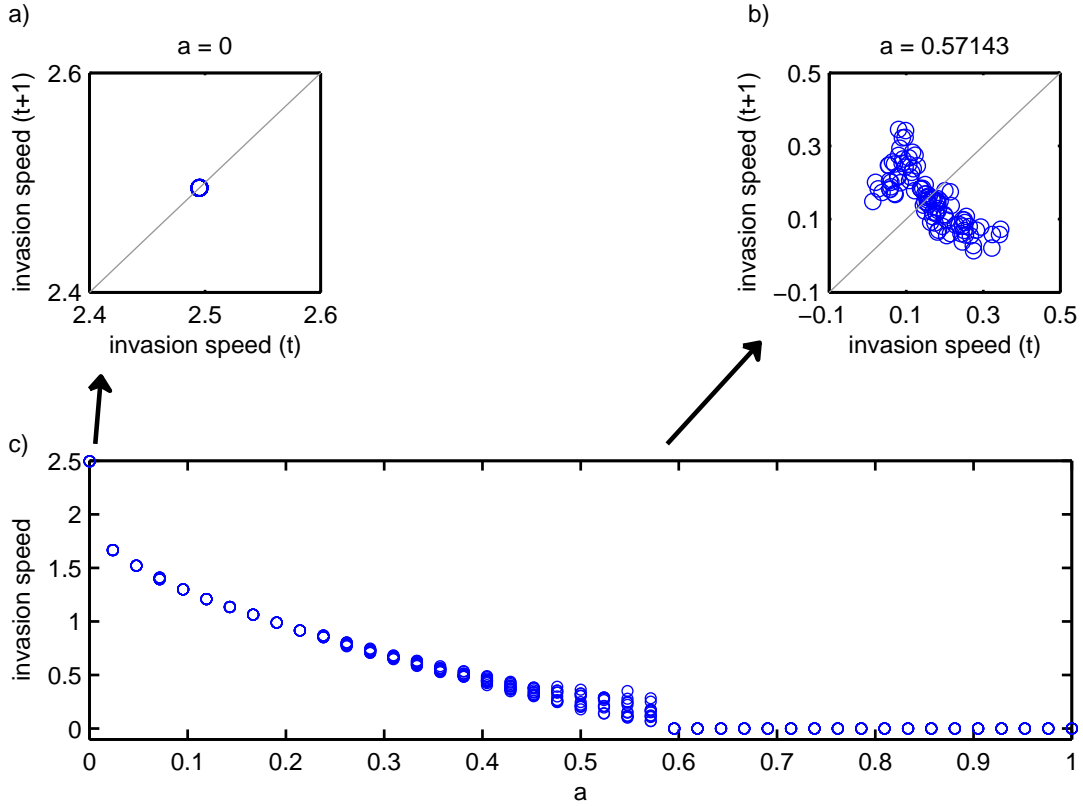 a)
a = 0
2.6
invasion speed (t+1)
2.4
2.4 2.5 2.6
invasion speed (t)
b)
a = 0.57143
0.5
0.3
0.1
−0.1
invasion speed (t+1)
−0.1 0.1 0.3 0.5
invasion speed (t)
c)
2.5
2
1.5
1
0.5
0
invasion speed
0 0.1 0.2 0.3 0.4 0.5 0.6 0.7 0.8 0.9 1
a